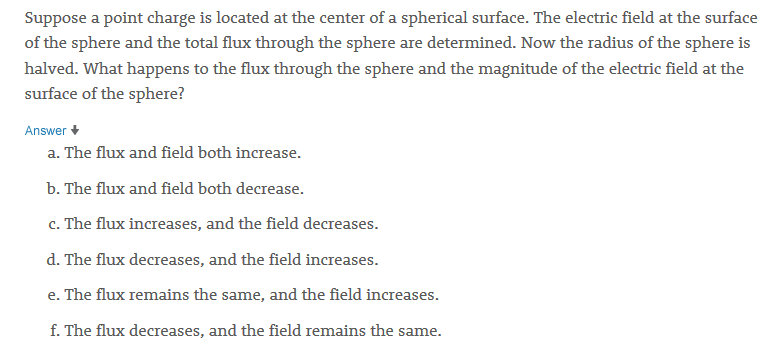 Suppose a point charge is located at the center of a spherical surface. The electric field at the surface
of the sphere and the total flux through the sphere are determined. Now the radius of the sphere is
halved. What happens to the flux through the sphere and the magnitude of the electric field at the
surface of the sphere?
Answer
a. The flux and field both increase.
b. The flux and field both decrease.
c. The flux increases, and the field decreases.
d. The flux decreases, and the field increases.
e. The flux remains the same, and the field increases.
f. The flux decreases, and the field remains the same.